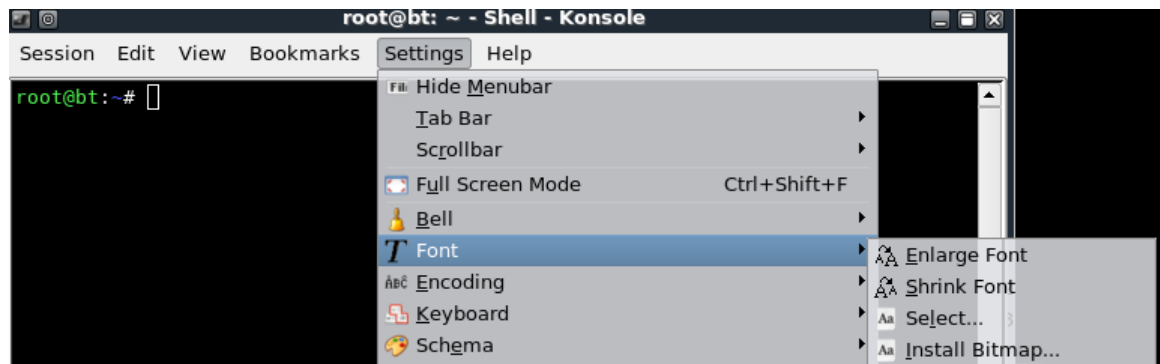 root@bt: ~ - Shell - Konsole
Session Edit View Bookmarks Settings Help
root@bt:~#
Hide Menubar
Tab Bar
Scrollbar
Full Screen Mode Ctrl+Shift+F
Bell
Font
Encoding
Keyboard
Schema
Enlarge Font
Shrink Font
Select...
Install Bitmap...